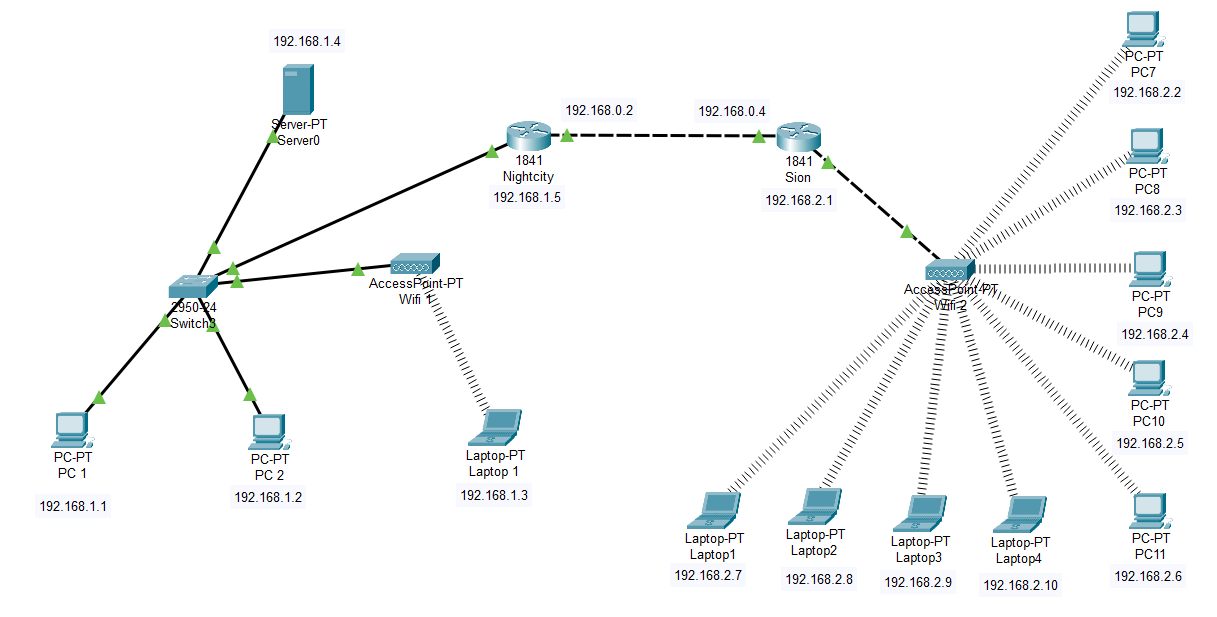 192.168.1.4
Server-PT
Server0
192.168.0.2
192.168.0.4
1841
Nightcity
192.168.1.5
1841
Sion
192.168.2.1
PC-PT
PC7
192.168.2.2
PC-PT
PC8
192.168.2.3
AccessPoint-PT
Wifi 1
2950-24
Switch3
AccessPoint-PT
Wifi 2
PC-PT
PC9
192.168.2.4
PC-PT
PC10
192.168.2.5
PC-PT
PC 1
192.168.1.1
PC-PT
PC 2
192.168.1.2
Laptop-PT
Laptop 1
192.168.1.3
Laptop-PT
Laptop1
192.168.2.7
Laptop-PT
Laptop2
192.168.2.8
Laptop-PT
Laptop3
192.168.2.9
Laptop-PT
Laptop4
192.168.2.10
PC-PT
PC11
192.168.2.6